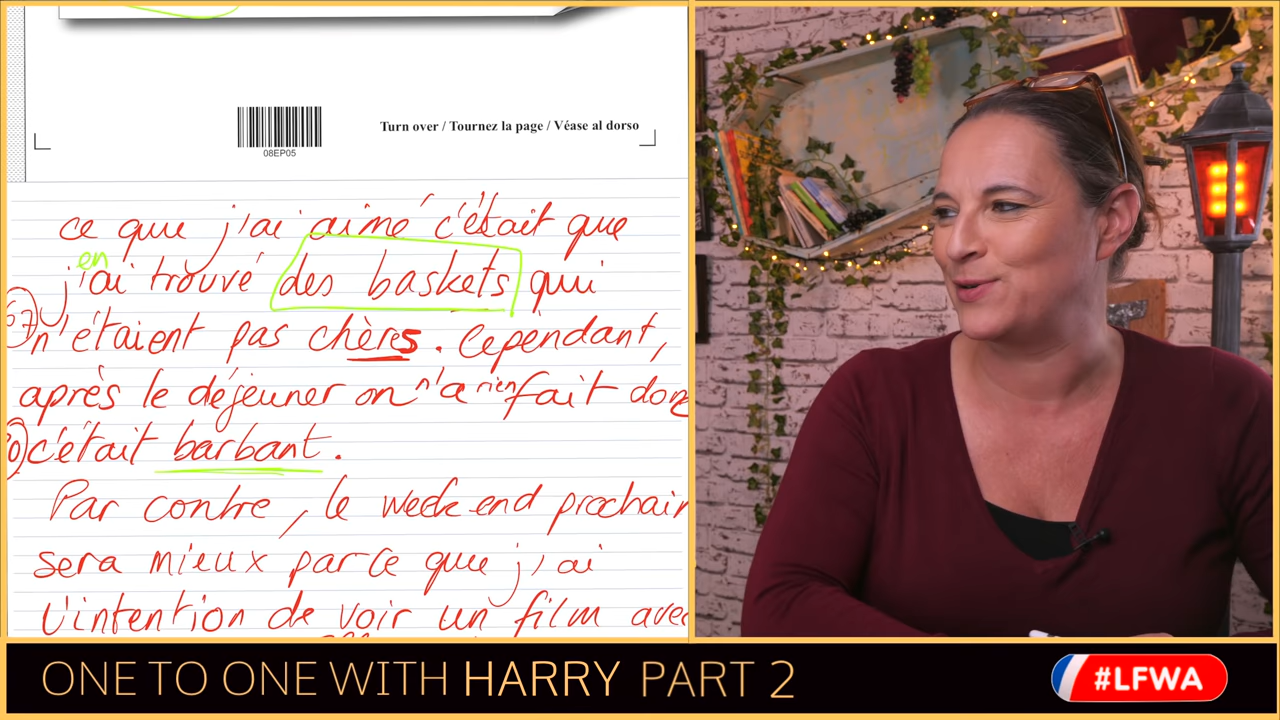 08EP05
Turn over / Tournez la page / Véase al dorso
ce que j'ai aimé c'était que
en
j'ai trouvé des baskets qui
n'étaient pas chères. Cependant,
après le déjeuner on n'a rien fait donc
c'était barbant.
Par contre, le week end prochain
sera mieux parce que j'ai
l'intention de voir un film avec
ONE TO ONE WITH HARRY PART 2
#LFWA